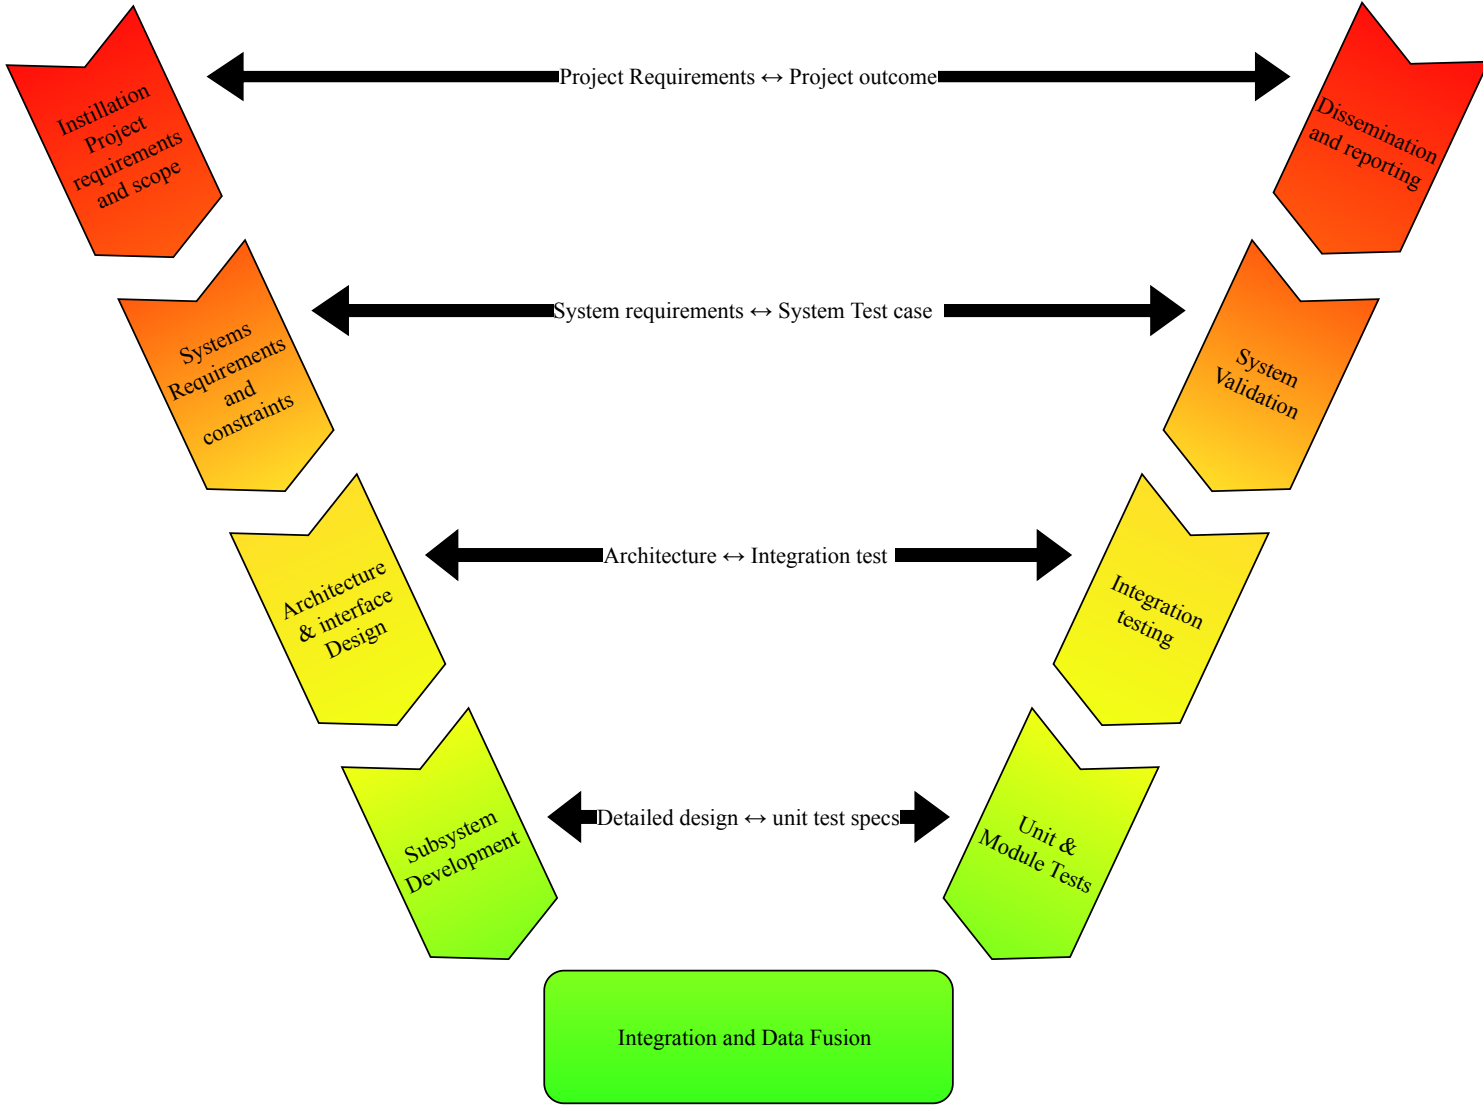 Instillation
Project
requirements
and scope
Project Requirements ↔ Project outcome
Dissemination
and reporting
Systems
Requirements
and
constraints
System requirements ↔ System Test case
System
Validation
Architecture
& interface
Design
Architecture ↔ Integration test
Integration
testing
Subsystem
Development
Detailed design ↔ unit test specs
Unit &
Module Tests
Integration and Data Fusion